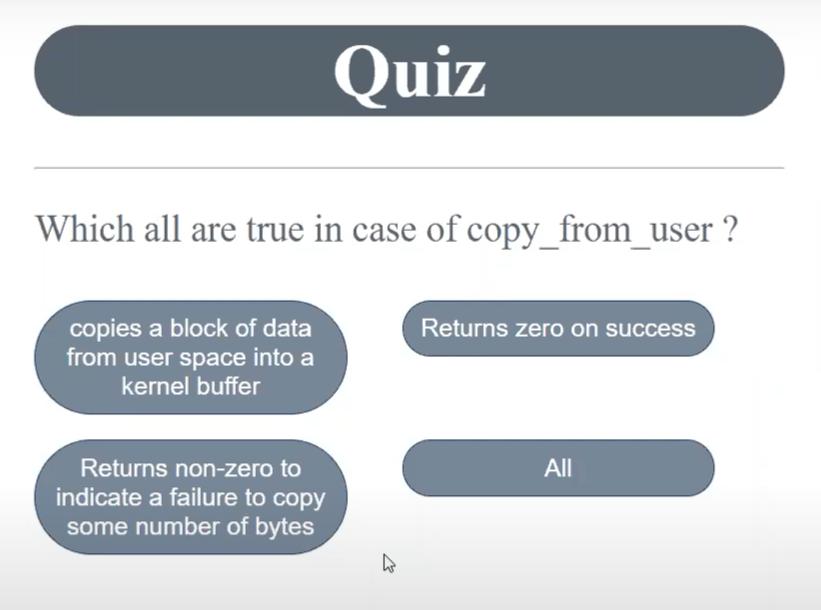 Quiz
Which all are true in case of copy_from_user ?
copies a block of data
from user space into a
kernel buffer
Returns zero on success
Returns non-zero to
indicate a failure to copy
some number of bytes
All